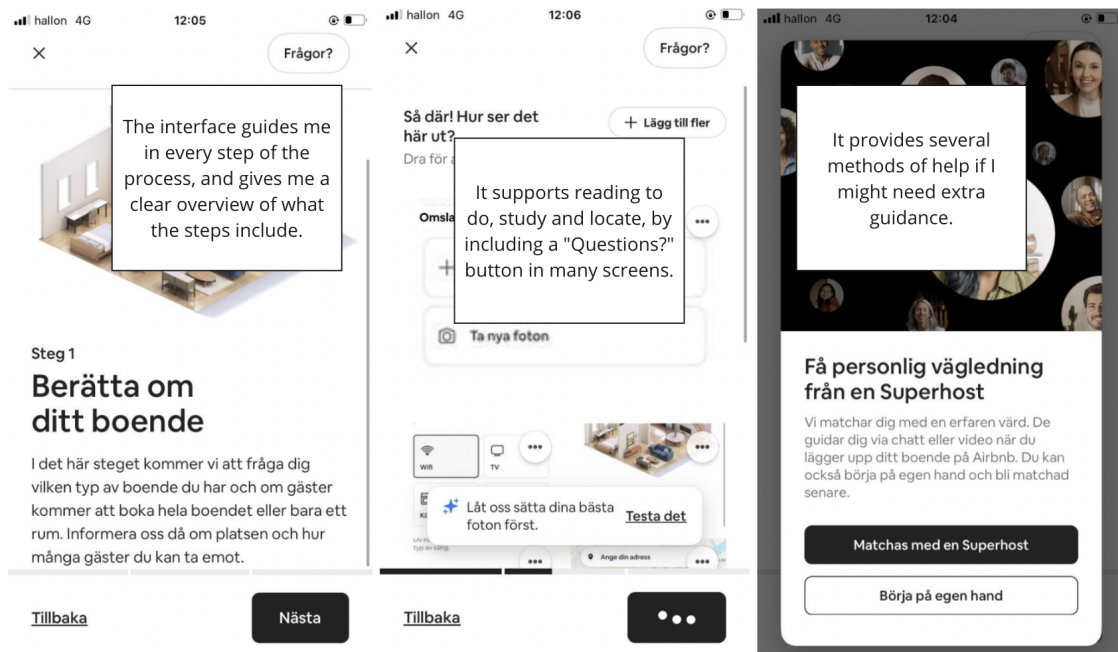 hallon 4G
12:05
Frågor?
The interface guides me
in every step of the
process, and gives me a
clear overview of what
the steps include.
Steg 1
Berätta om
ditt boende
I det här steget kommer vi att fråga dig
vilken typ av boende du har och om gäster
kommer att boka hela boendet eller bara ett
rum. Informera oss då om platsen och hur
många gäster du kan ta emot.
Tillbaka
Nästa
hallon 4G
12:06
Frågor?
Så där! Hur ser det
här ut?
+ Lägg till fler
Dra för
It supports reading to
do, study and locate, by
including a "Questions?"
button in many screens.
Omsla
Ta nya foton
Wifi
TV
Låt oss sätta dina bästa
foton först.
Testa det
typ av säng.
Ange din adress
Tillbaka
hallon 4G
12:04
It provides several
methods of help if I
might need extra
guidance.
Få personlig vägledning
från en Superhost
Vi matchar dig med en erfaren värd. De
guidar dig via chatt eller video när du
lägger upp ditt boende på Airbnb. Du kan
också börja på egen hand och bli matchad
senare.
Matchas med en Superhost
Börja på egen hand